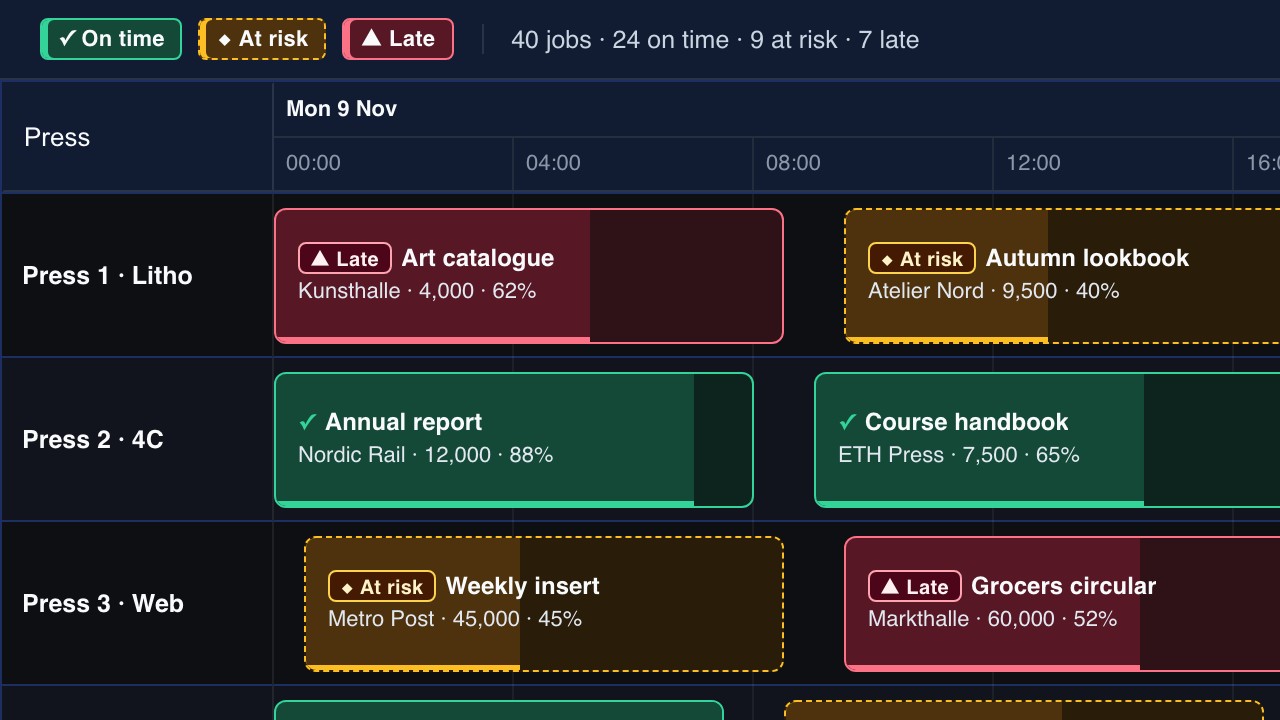 ✓ On time ◆ At risk ▲ Late 40 jobs · 24 on time · 9 at risk · 7 late
Press
Mon 9 Nov
00:00 04:00 08:00 12:00 16:0
Press 1 · Litho
▲ Late Art catalogue
Kunsthalle · 4,000 · 62%
◆ At risk Autumn lookbook
Atelier Nord · 9,500 · 40%
Press 2 · 4C
✓ Annual report
Nordic Rail · 12,000 · 88%
✓ Course handbook
ETH Press · 7,500 · 65%
Press 3 · Web
◆ At risk Weekly insert
Metro Post · 45,000 · 45%
▲ Late Grocers circular
Markthalle · 60,000 · 52%